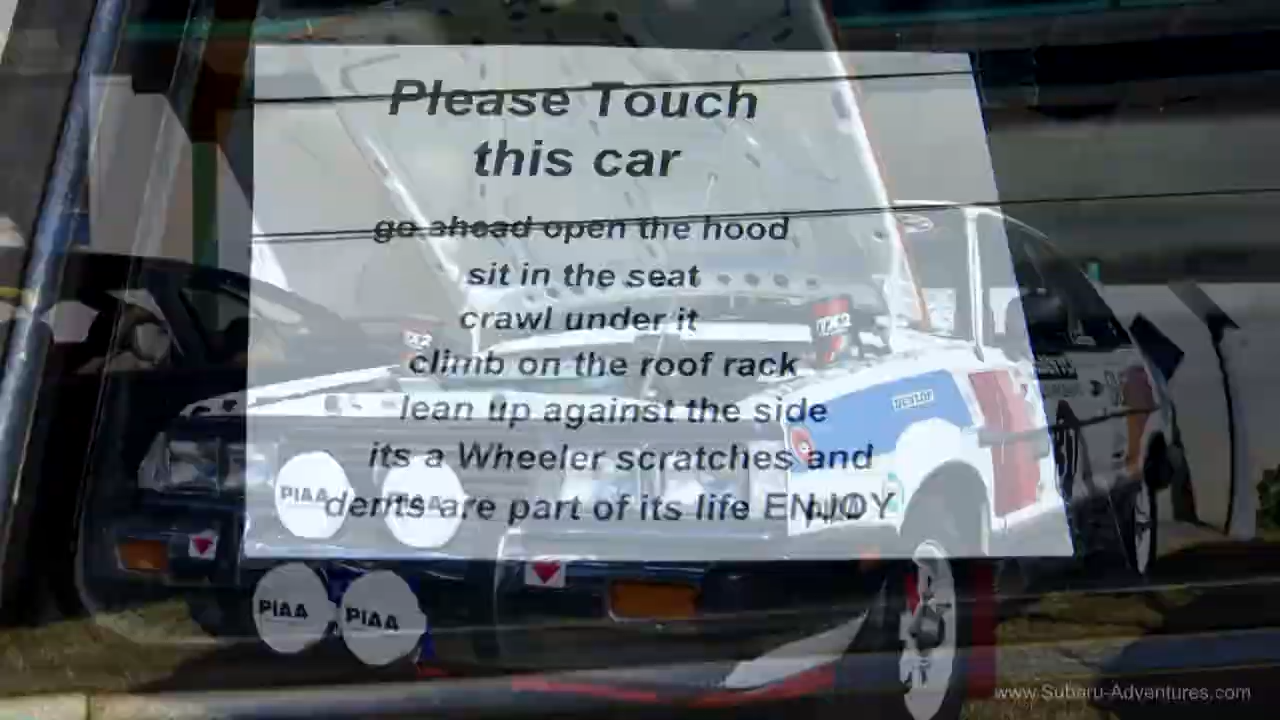 Please Touch
this car
go ahead open the hood
sit in the seat
crawl under it
climb on the roof rack
lean up against the side
its a Wheeler scratches and
dents are part of its life ENJOY
PIAA
PIAA
PIAA
www.Subaru-Adventures.com